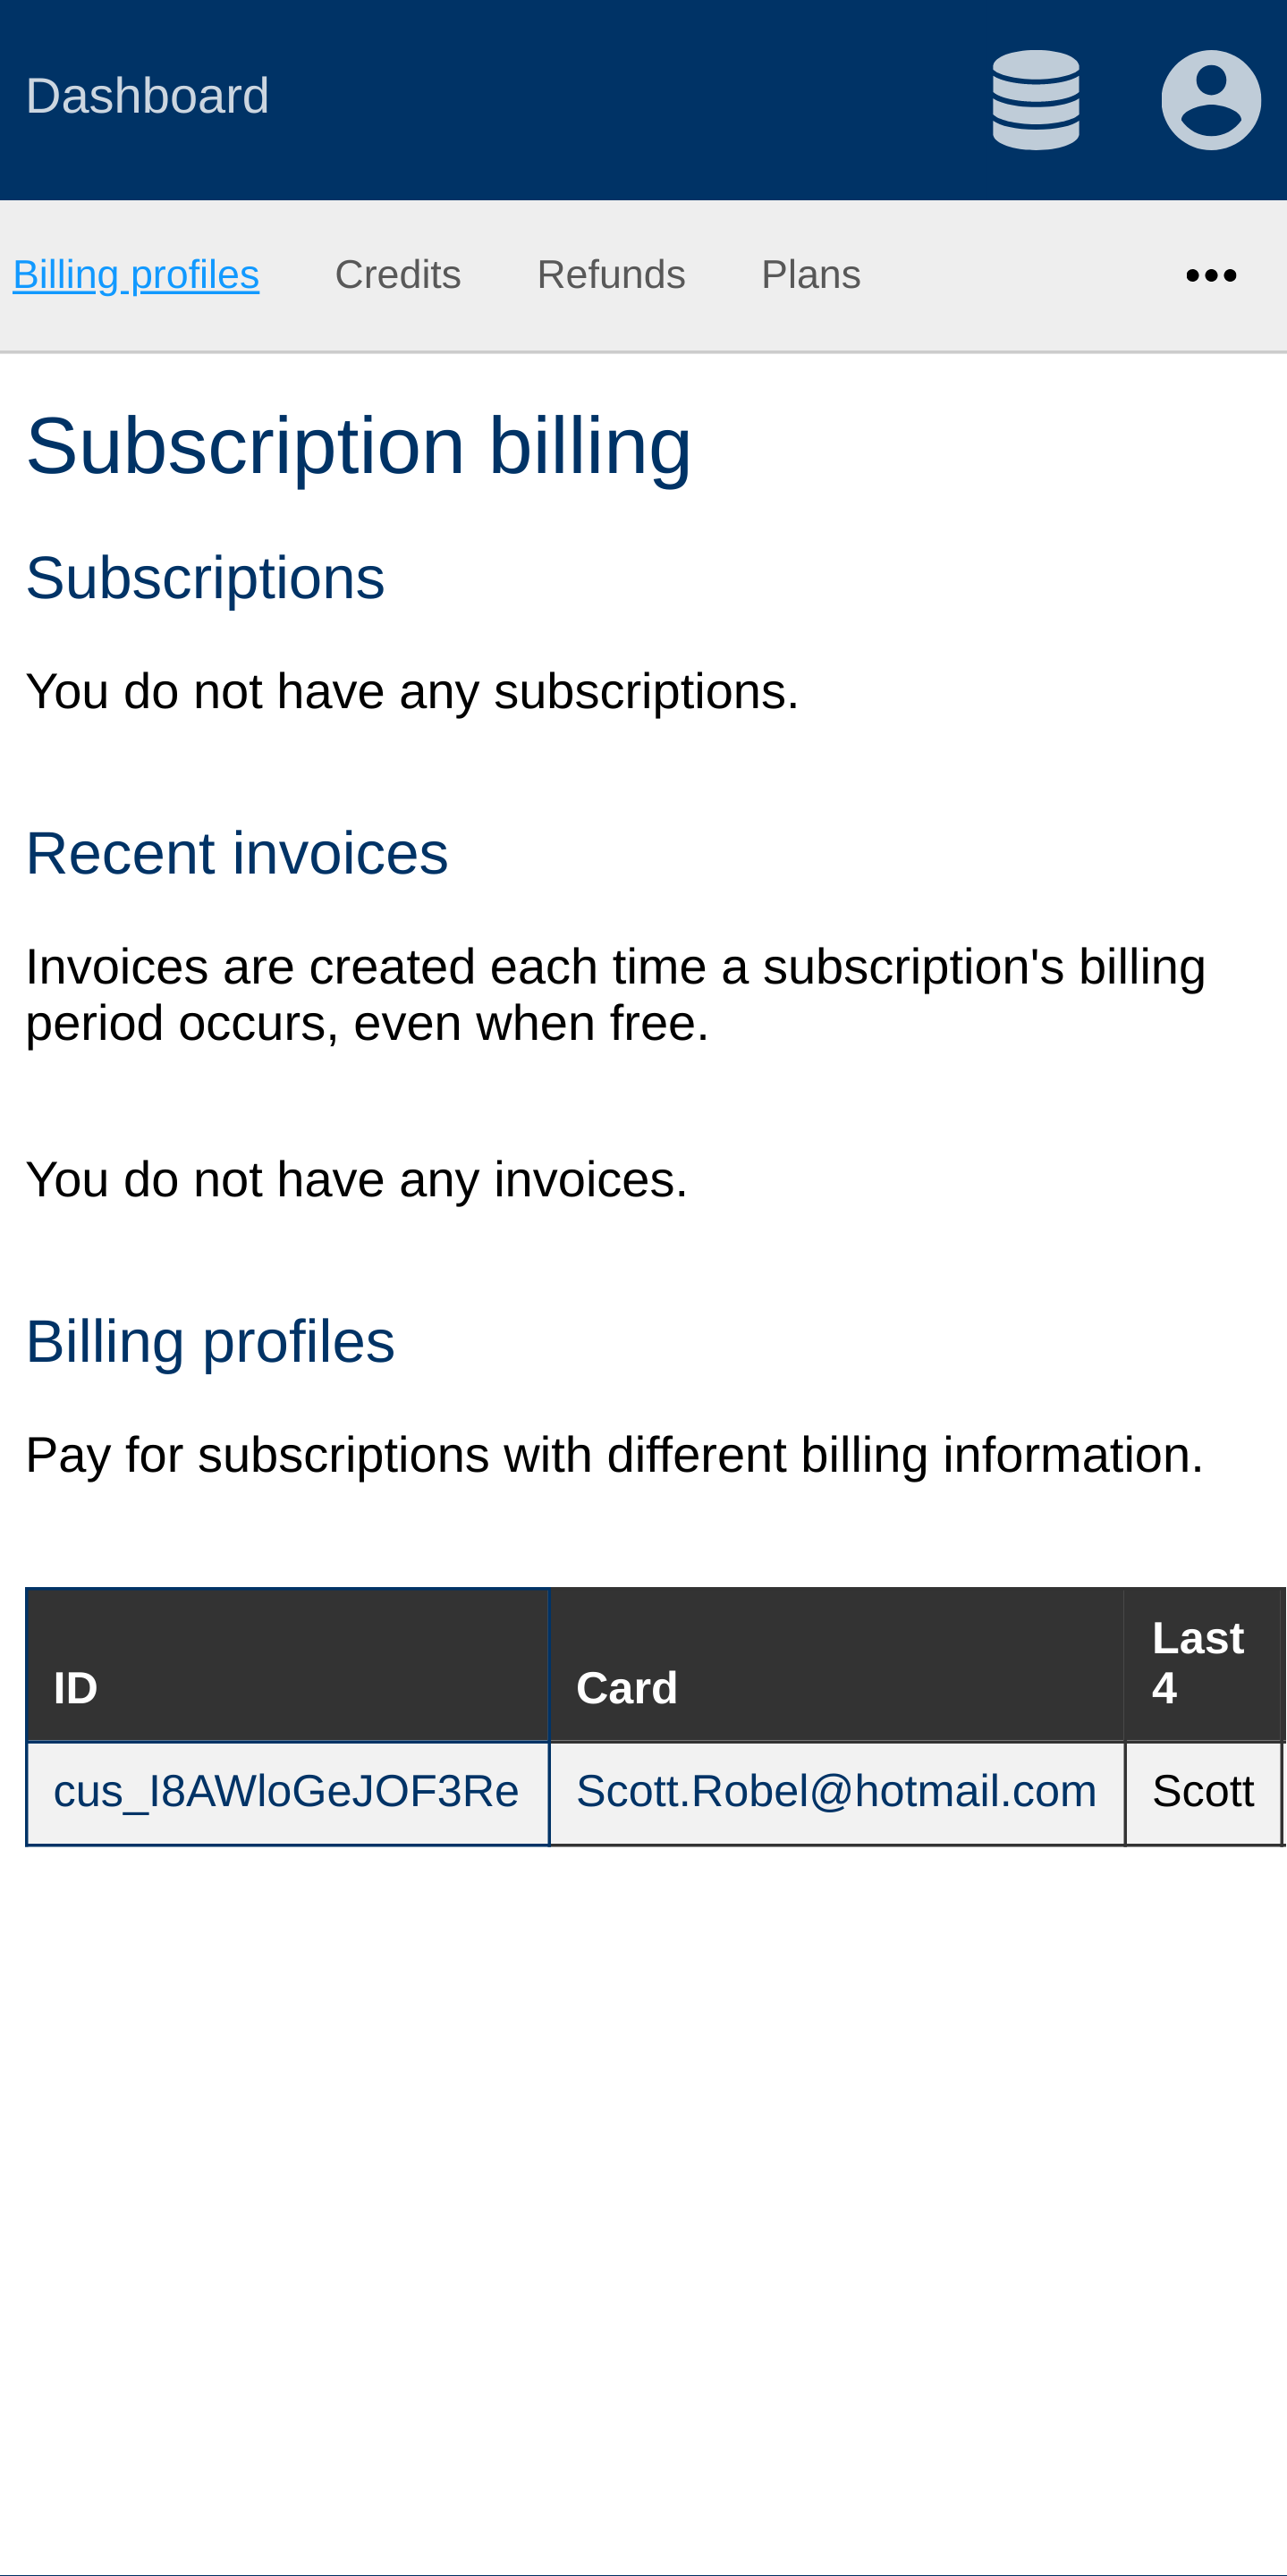 Dashboard
Billing profiles Credits Refunds Plans •••
Subscription billing
Subscriptions
You do not have any subscriptions.
Recent invoices
Invoices are created each time a subscription's billing
period occurs, even when free.
You do not have any invoices.
Billing profiles
Pay for subscriptions with different billing information.
ID Card Last 4
cus_I8AWloGeJOF3Re Scott.Robel@hotmail.com Scott